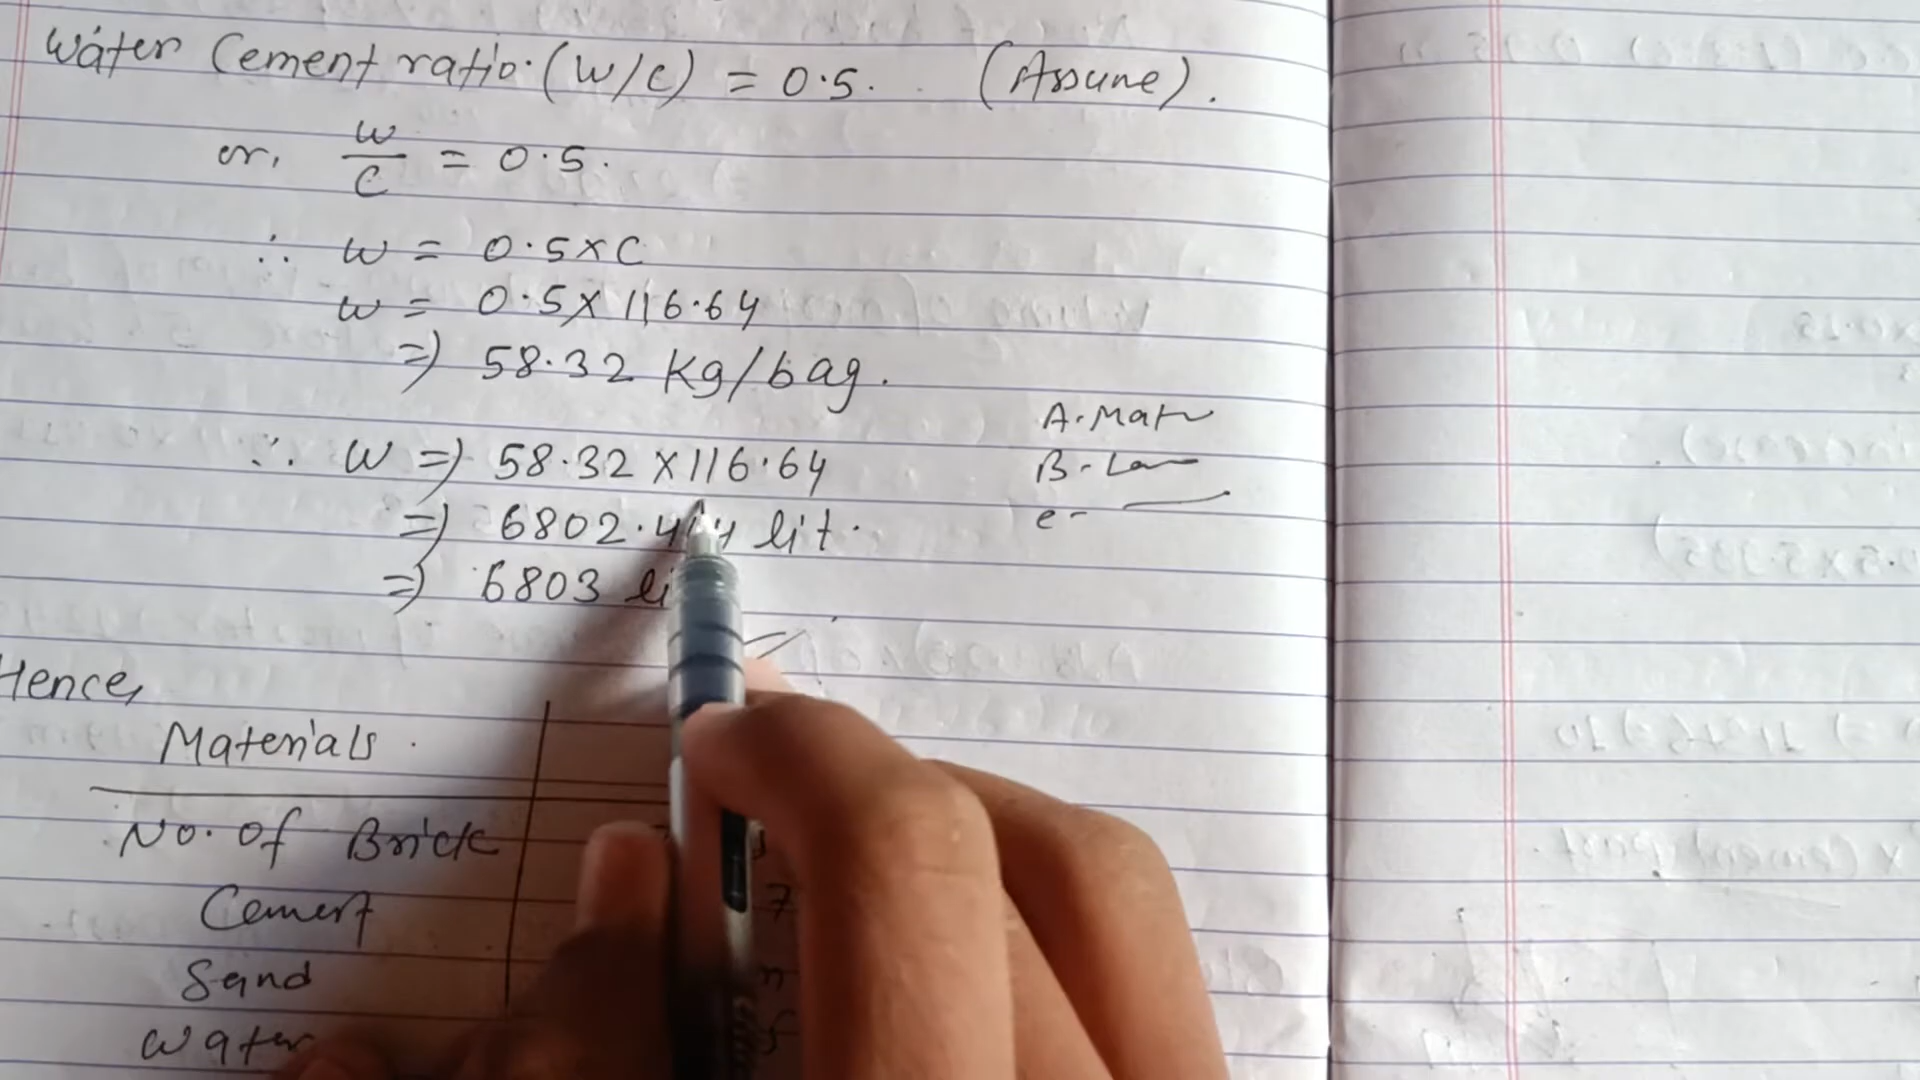 Water Cement ratio. (W/C) = 0.5. (Assume).
or, W/C = 0.5.
∴ W = 0.5 x C
W = 0.5 x 116.64
=) 58.32 Kg/bag.
∴ W =) 58.32 x 116.64
=) 6802.4 lit.
=) 6803
A. Mat
B -
e -
Hence,
Materials
No. of Brick
Cement
Sand
Water